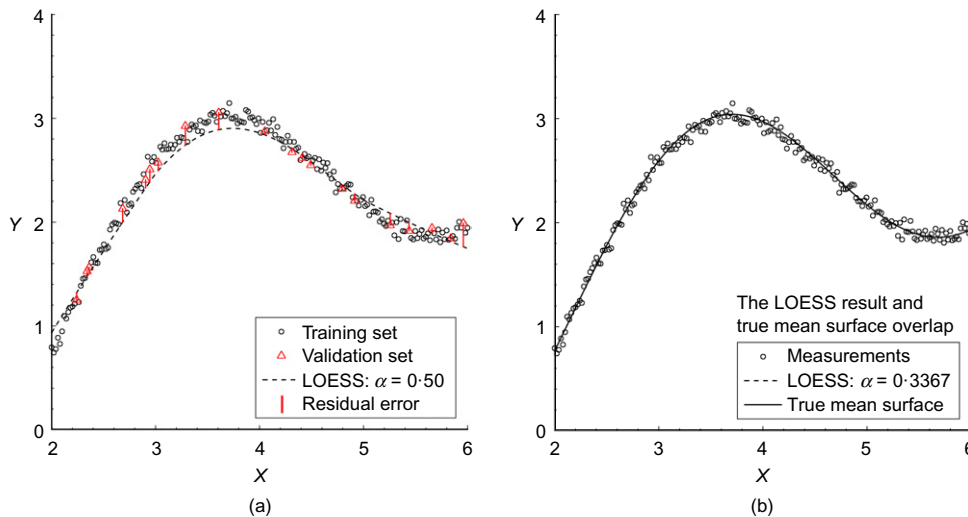 4
3
Y 2
1
0
2 3 4 5 6
X
(a)
Training set
Validation set
LOESS: α = 0·50
Residual error
4
3
Y 2
1
0
2 3 4 5 6
X
(b)
The LOESS result and
true mean surface overlap
Measurements
LOESS: α = 0·3367
True mean surface